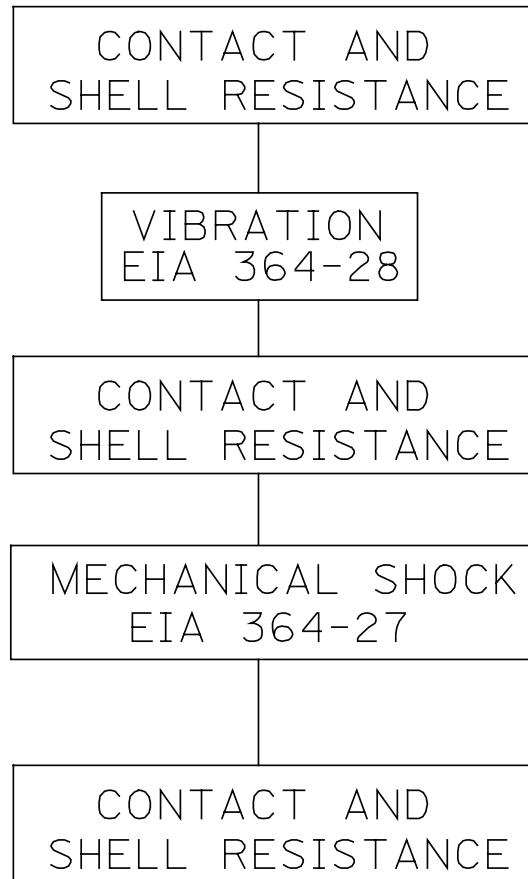 CONTACT AND
SHELL RESISTANCE
VIBRATION
EIA 364-28
CONTACT AND
SHELL RESISTANCE
MECHANICAL SHOCK
EIA 364-27
CONTACT AND
SHELL RESISTANCE